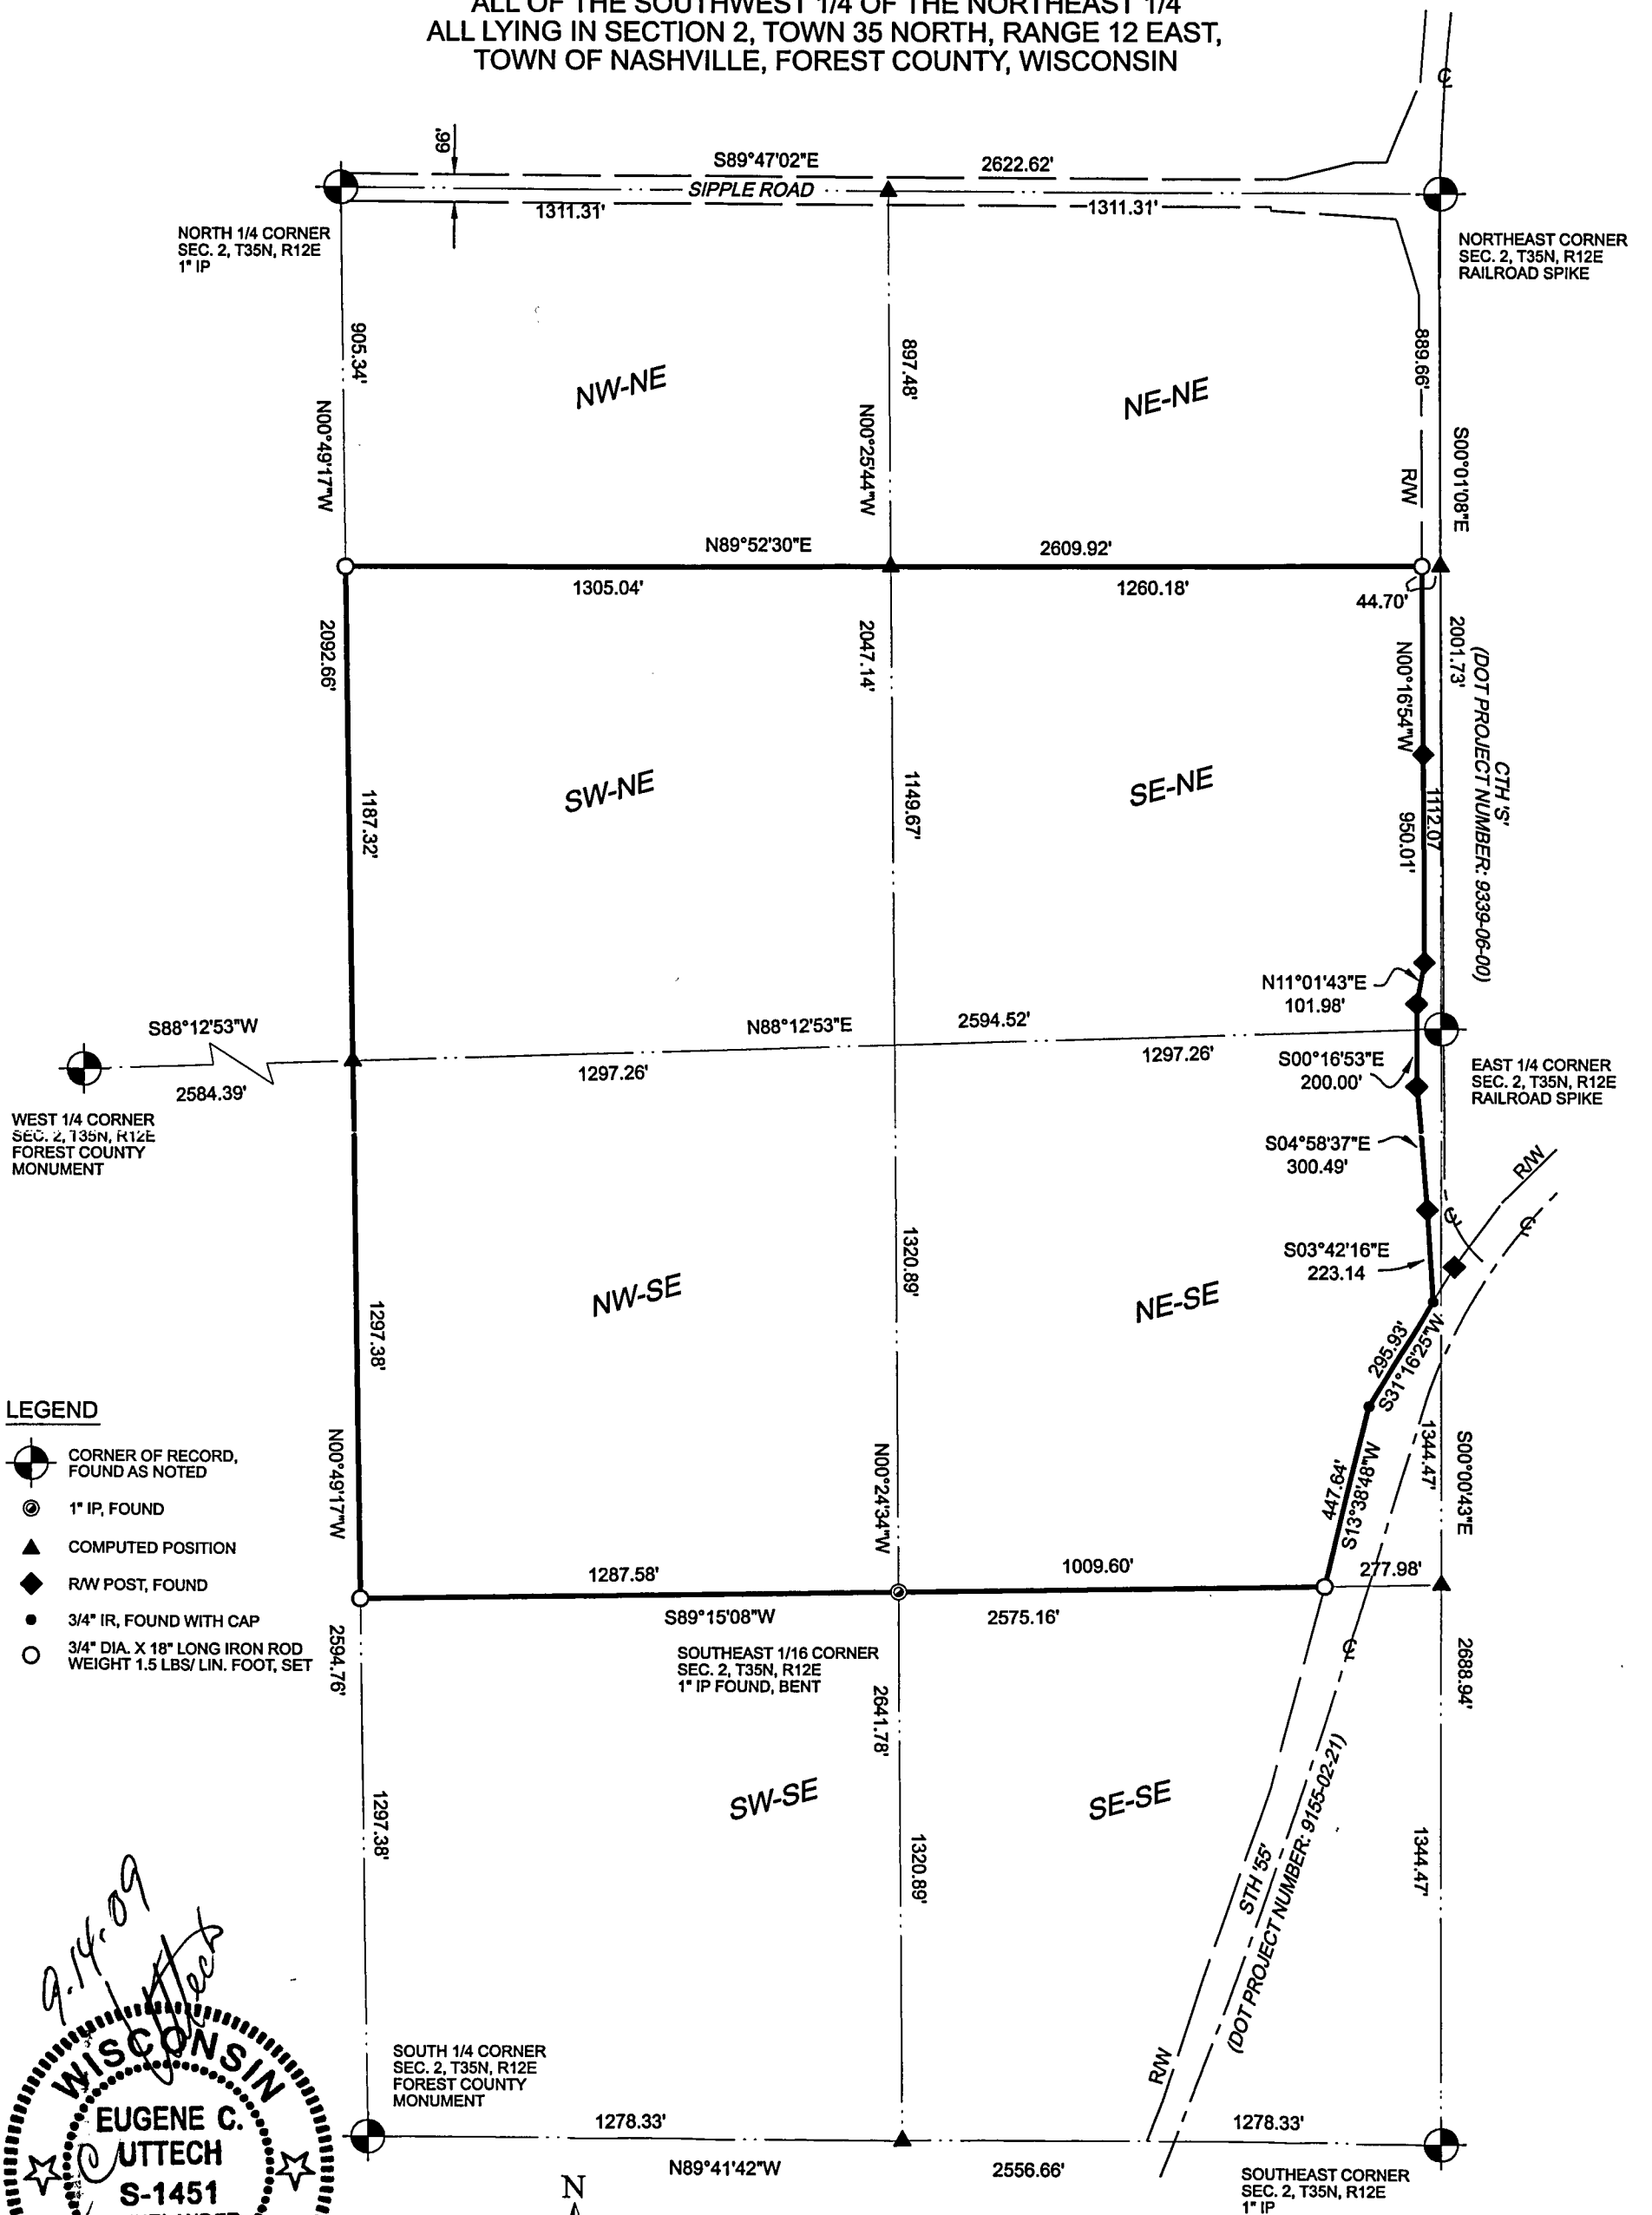 ALL OF THE SOUTHWEST 1/4 OF THE NORTHEAST 1/4
ALL LYING IN SECTION 2, TOWN 35 NORTH, RANGE 12 EAST,
TOWN OF NASHVILLE, FOREST COUNTY, WISCONSIN
66'
S89°47'02"E
2622.62'
SIPPLE ROAD
1311.31'
1311.31'
NORTH 1/4 CORNER
SEC. 2, T35N, R12E
1" IP
NORTHEAST CORNER
SEC. 2, T35N, R12E
RAILROAD SPIKE
905.34'
897.48'
889.66'
NW-NE
NE-NE
N00°49'17"W
N00°25'44"W
R/W
S00°01'08"E
N89°52'30"E
2609.92'
1305.04'
1260.18'
44.70'
2092.66'
2047.14'
N00°16'54"W
2001.73'
CTH 'S'
(DOT PROJECT NUMBER: 9339-06-00)
SW-NE
SE-NE
1187.32'
1149.67'
950.01'
1112.07
N11°01'43"E
101.98'
S88°12'53"W
N88°12'53"E
2594.52'
2584.39'
1297.26'
1297.26'
S00°16'53"E
200.00'
WEST 1/4 CORNER
SEC. 2, T35N, R12E
FOREST COUNTY
MONUMENT
EAST 1/4 CORNER
SEC. 2, T35N, R12E
RAILROAD SPIKE
S04°58'37"E
300.49'
R/W
S03°42'16"E
223.14
1320.89'
NW-SE
NE-SE
1297.38'
295.93'
S31°16'25"W
LEGEND
CORNER OF RECORD,
FOUND AS NOTED
1" IP, FOUND
COMPUTED POSITION
R/W POST, FOUND
3/4" IR, FOUND WITH CAP
3/4" DIA. X 18" LONG IRON ROD
WEIGHT 1.5 LBS/ LIN. FOOT, SET
N00°49'17"W
N00°24'34"W
447.64'
S13°38'48"W
1344.47'
S00°00'43"E
1287.58'
1009.60'
277.98'
S89°15'08"W
2575.16'
SOUTHEAST 1/16 CORNER
SEC. 2, T35N, R12E
1" IP FOUND, BENT
2594.76'
2641.78'
2688.94'
SW-SE
SE-SE
1297.38'
1320.89'
1344.47'
STH '55'
(DOT PROJECT NUMBER: 9155-02-21)
R/W
9-14-09
WISCONSIN
EUGENE C.
UTTECH
S-1451
SOUTH 1/4 CORNER
SEC. 2, T35N, R12E
FOREST COUNTY
MONUMENT
1278.33'
1278.33'
N89°41'42"W
2556.66'
SOUTHEAST CORNER
SEC. 2, T35N, R12E
1" IP
N